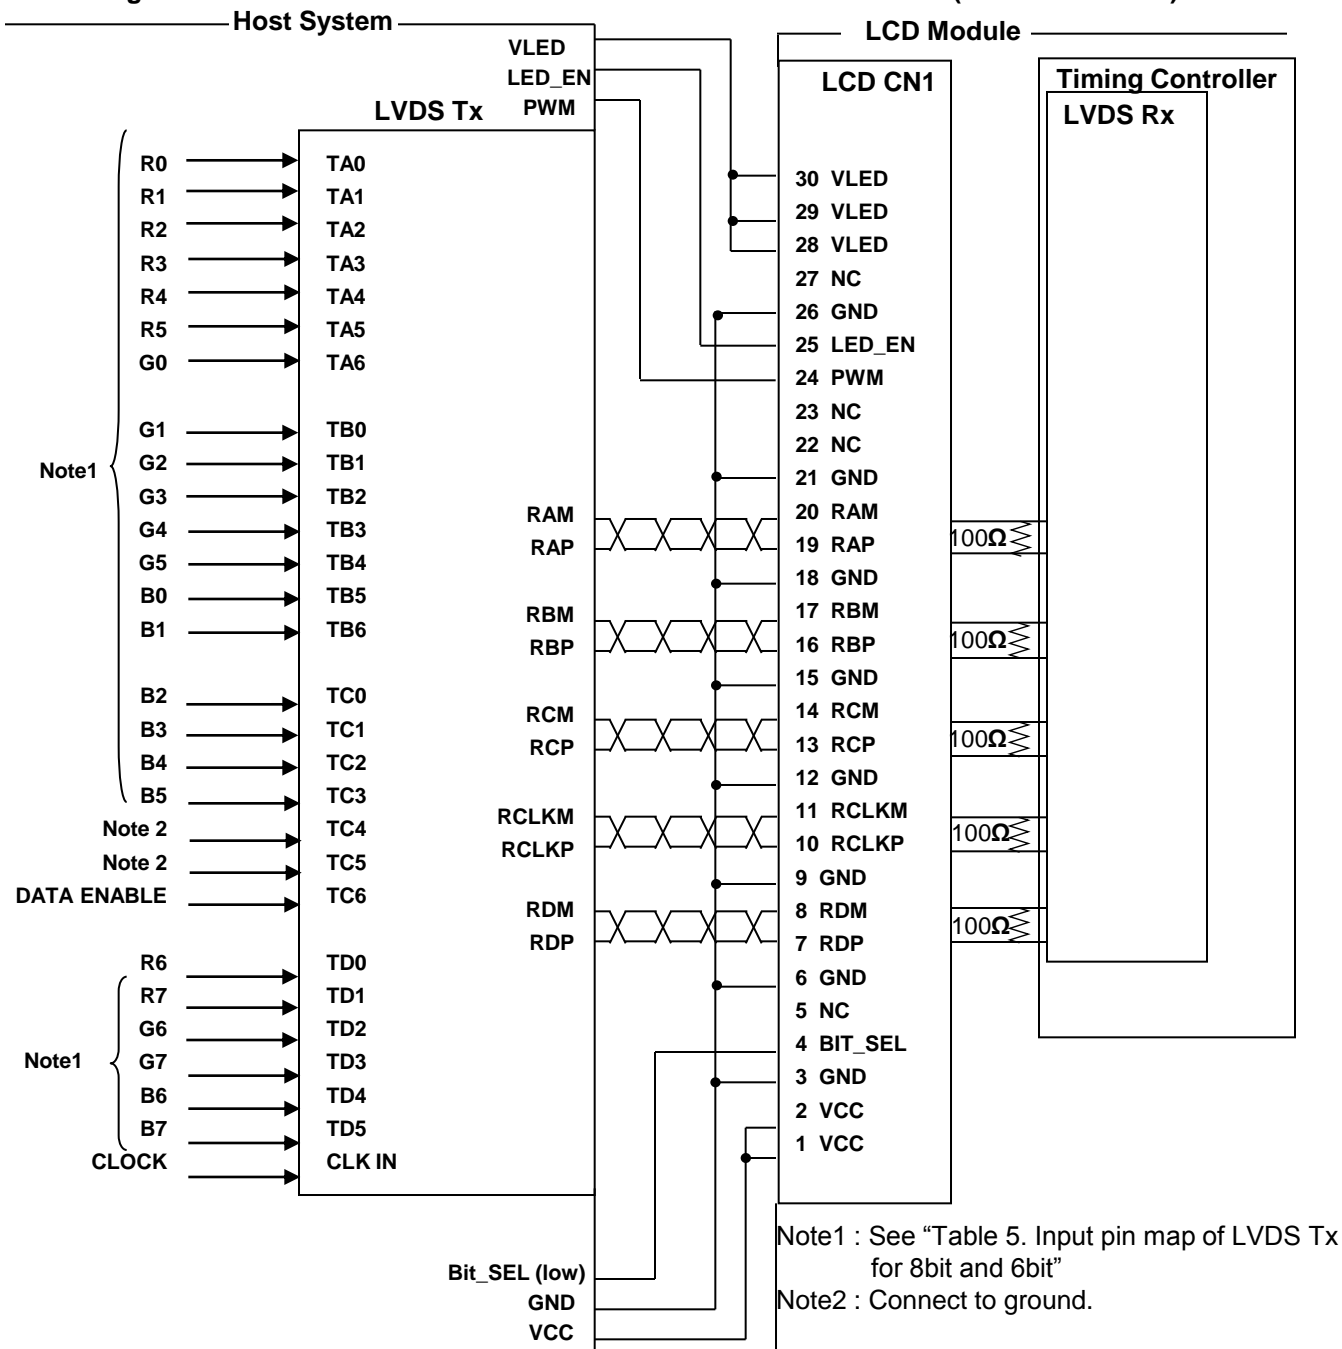 Host System
LCD Module
VLED
LED_EN
PWM
LVDS Tx
LCD CN1
Timing Controller
LVDS Rx
R0 TA0
R1 TA1
R2 TA2
R3 TA3
R4 TA4
R5 TA5
G0 TA6
G1 TB0
G2 TB1
G3 TB2
G4 TB3
G5 TB4
B0 TB5
B1 TB6
Note1
B2 TC0
B3 TC1
B4 TC2
B5 TC3
Note 2 TC4
Note 2 TC5
DATA ENABLE TC6
R6 TD0
R7 TD1
G6 TD2
G7 TD3
B6 TD4
B7 TD5
Note1
CLOCK CLK IN
RAM
RAP
RBM
RBP
RCM
RCP
RCLKM
RCLKP
RDM
RDP
Bit_SEL (low)
GND
VCC
30 VLED
29 VLED
28 VLED
27 NC
26 GND
25 LED_EN
24 PWM
23 NC
22 NC
21 GND
20 RAM
19 RAP
18 GND
17 RBM
16 RBP
15 GND
14 RCM
13 RCP
12 GND
11 RCLKM
10 RCLKP
9 GND
8 RDM
7 RDP
6 GND
5 NC
4 BIT_SEL
3 GND
2 VCC
1 VCC
100Ω
100Ω
100Ω
100Ω
100Ω
Note1 : See “Table 5. Input pin map of LVDS Tx
for 8bit and 6bit”
Note2 : Connect to ground.